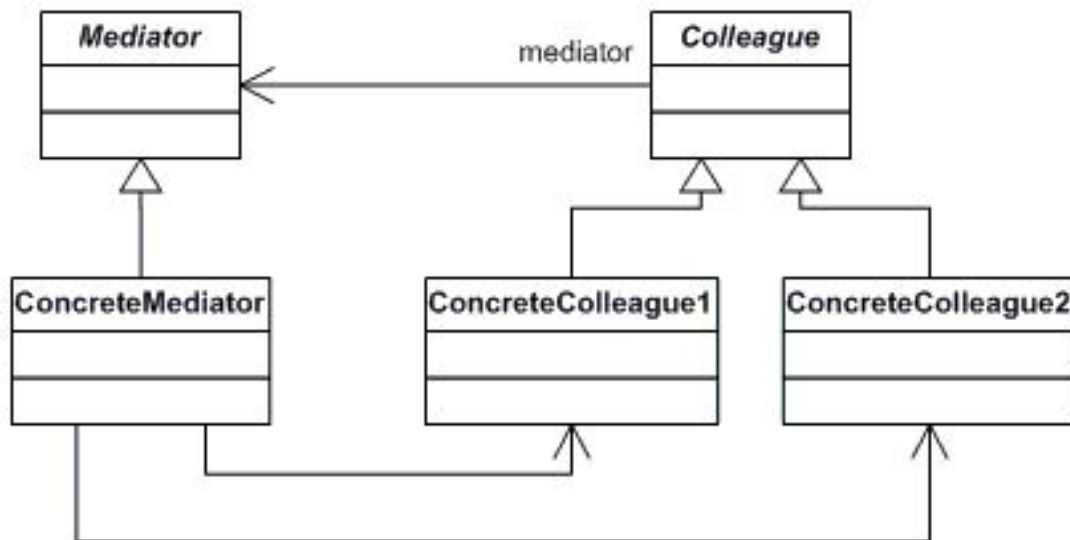 Mediator
Colleague
mediator
ConcreteMediator
ConcreteColleague1
ConcreteColleague2